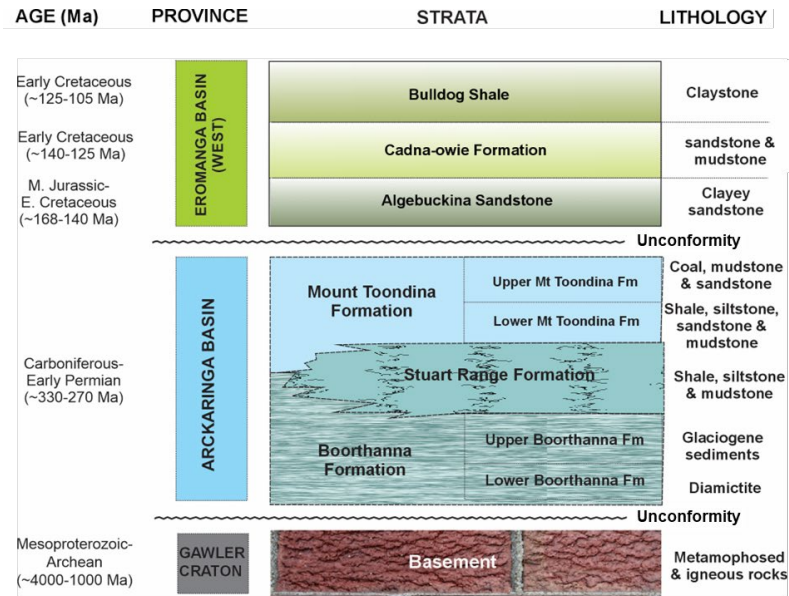 AGE (Ma) PROVINCE STRATA LITHOLOGY
Early Cretaceous
(~125-105 Ma)
EROMANGA BASIN
(WEST)
Bulldog Shale
Claystone
Early Cretaceous
(~140-125 Ma)
Cadna-owie Formation
sandstone &
mudstone
M. Jurassic-
E. Cretaceous
(~168-140 Ma)
Algebuckina Sandstone
Clayey
sandstone
Unconformity
Carboniferous-
Early Permian
(~330-270 Ma)
ARCKARINGA BASIN
Mount Toondina
Formation
Upper Mt Toondina Fm
Coal, mudstone
& sandstone
Lower Mt Toondina Fm
Shale, siltstone,
sandstone &
mudstone
Stuart Range Formation
Shale, siltstone
& mudstone
Boorthanna
Formation
Upper Boorthanna Fm
Glaciogene
sediments
Lower Boorthanna Fm
Diamictite
Unconformity
Mesoproterozoic-
Archean
(~4000-1000 Ma)
GAWLER
CRATON
Basement
Metamophosed
& igneous rocks